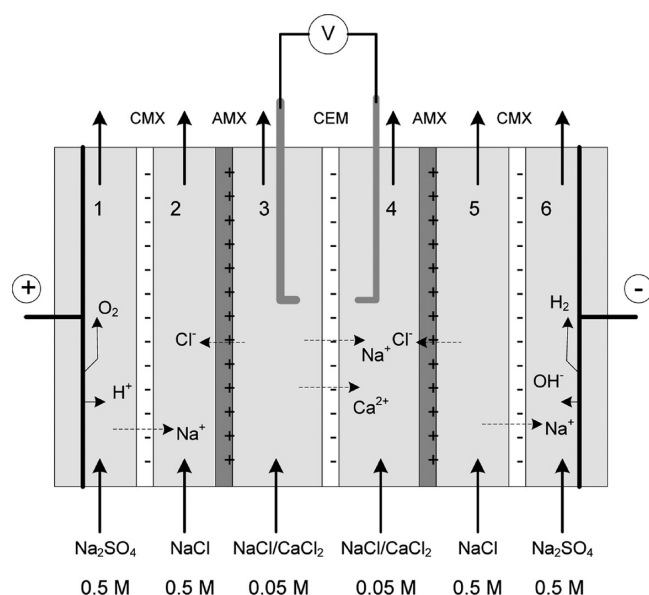 V
CMX AMX CEM AMX CMX
1 2 3 4 5 6
+ -
O₂ H₂
Cl⁻ Na⁺ Cl⁻
H⁺ Ca²⁺ OH⁻
Na⁺ Na⁺
Na₂SO₄ NaCl NaCl/CaCl₂ NaCl/CaCl₂ NaCl Na₂SO₄
0.5 M 0.5 M 0.05 M 0.05 M 0.5 M 0.5 M